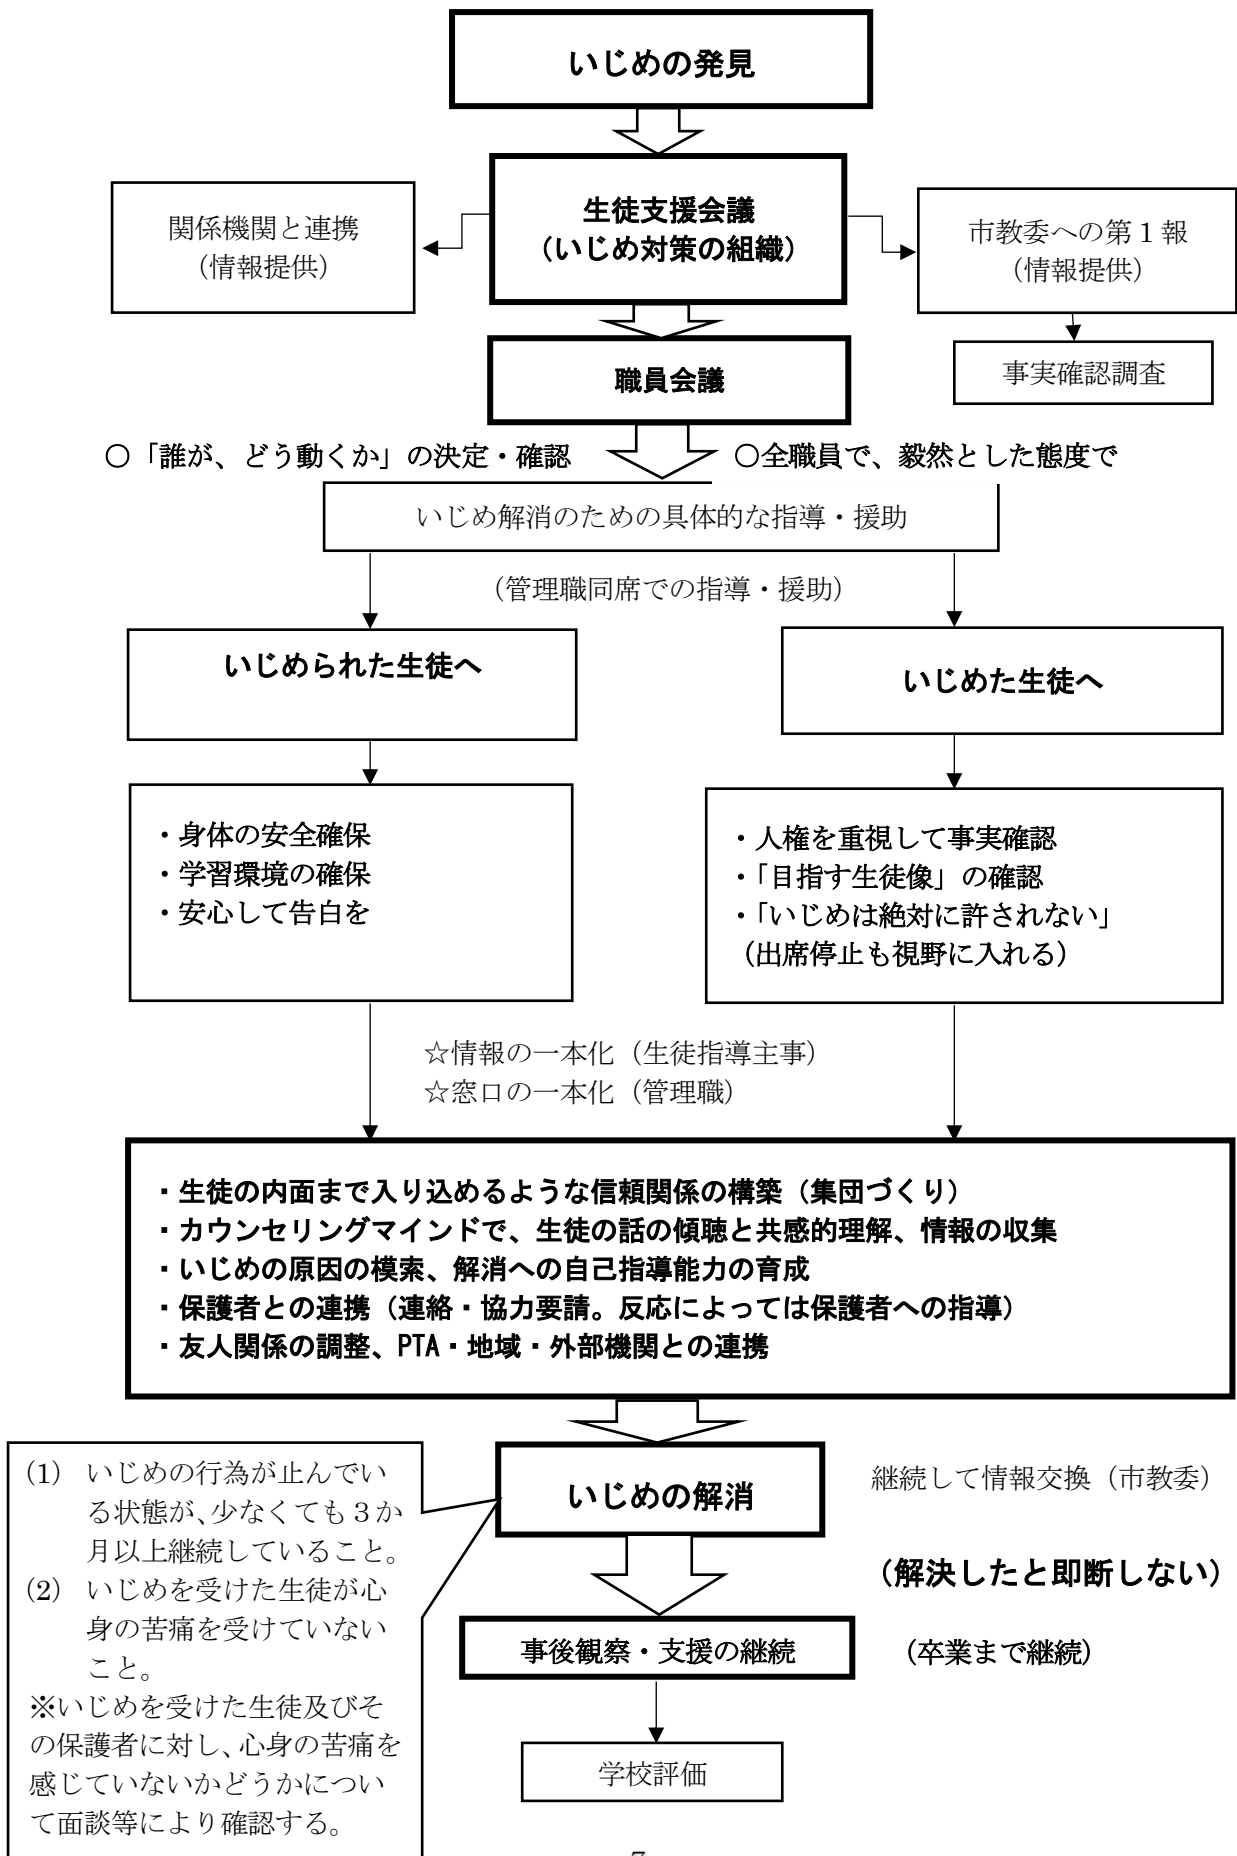 いじめの発見
生徒支援会議
（いじめ対策の組織）
関係機関と連携
（情報提供）
市教委への第１報
（情報提供）
事実確認調査
職員会議
○「誰が、どう動くか」の決定・確認
○全職員で、毅然とした態度で
いじめ解消のための具体的な指導・援助
（管理職同席での指導・援助）
いじめられた生徒へ
いじめた生徒へ
・身体の安全確保
・学習環境の確保
・安心して告白を
・人権を重視して事実確認
・「目指す生徒像」の確認
・「いじめは絶対に許されない」
（出席停止も視野に入れる）
☆情報の一本化（生徒指導主事）
☆窓口の一本化（管理職）
・生徒の内面まで入り込めるような信頼関係の構築（集団づくり）
・カウンセリングマインドで、生徒の話の傾聴と共感的理解、情報の収集
・いじめの原因の模索、解消への自己指導能力の育成
・保護者との連携（連絡・協力要請。反応によっては保護者への指導）
・友人関係の調整、PTA・地域・外部機関との連携
(1) いじめの行為が止んでい
る状態が、少なくても３か
月以上継続していること。
(2) いじめを受けた生徒が心
身の苦痛を受けていない
こと。
※いじめを受けた生徒及びそ
の保護者に対し、心身の苦痛を
感じていないかどうかについ
て面談等により確認する。
いじめの解消
継続して情報交換（市教委）
（解決したと即断しない）
事後観察・支援の継続
（卒業まで継続）
学校評価